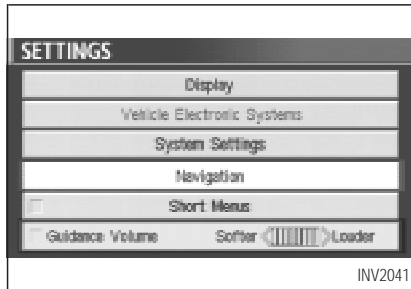 SETTINGS
Display
Vehicle Electronic Systems
System Settings
Navigation
Short Menus
Guidance Volume Softer Louder
INV2041